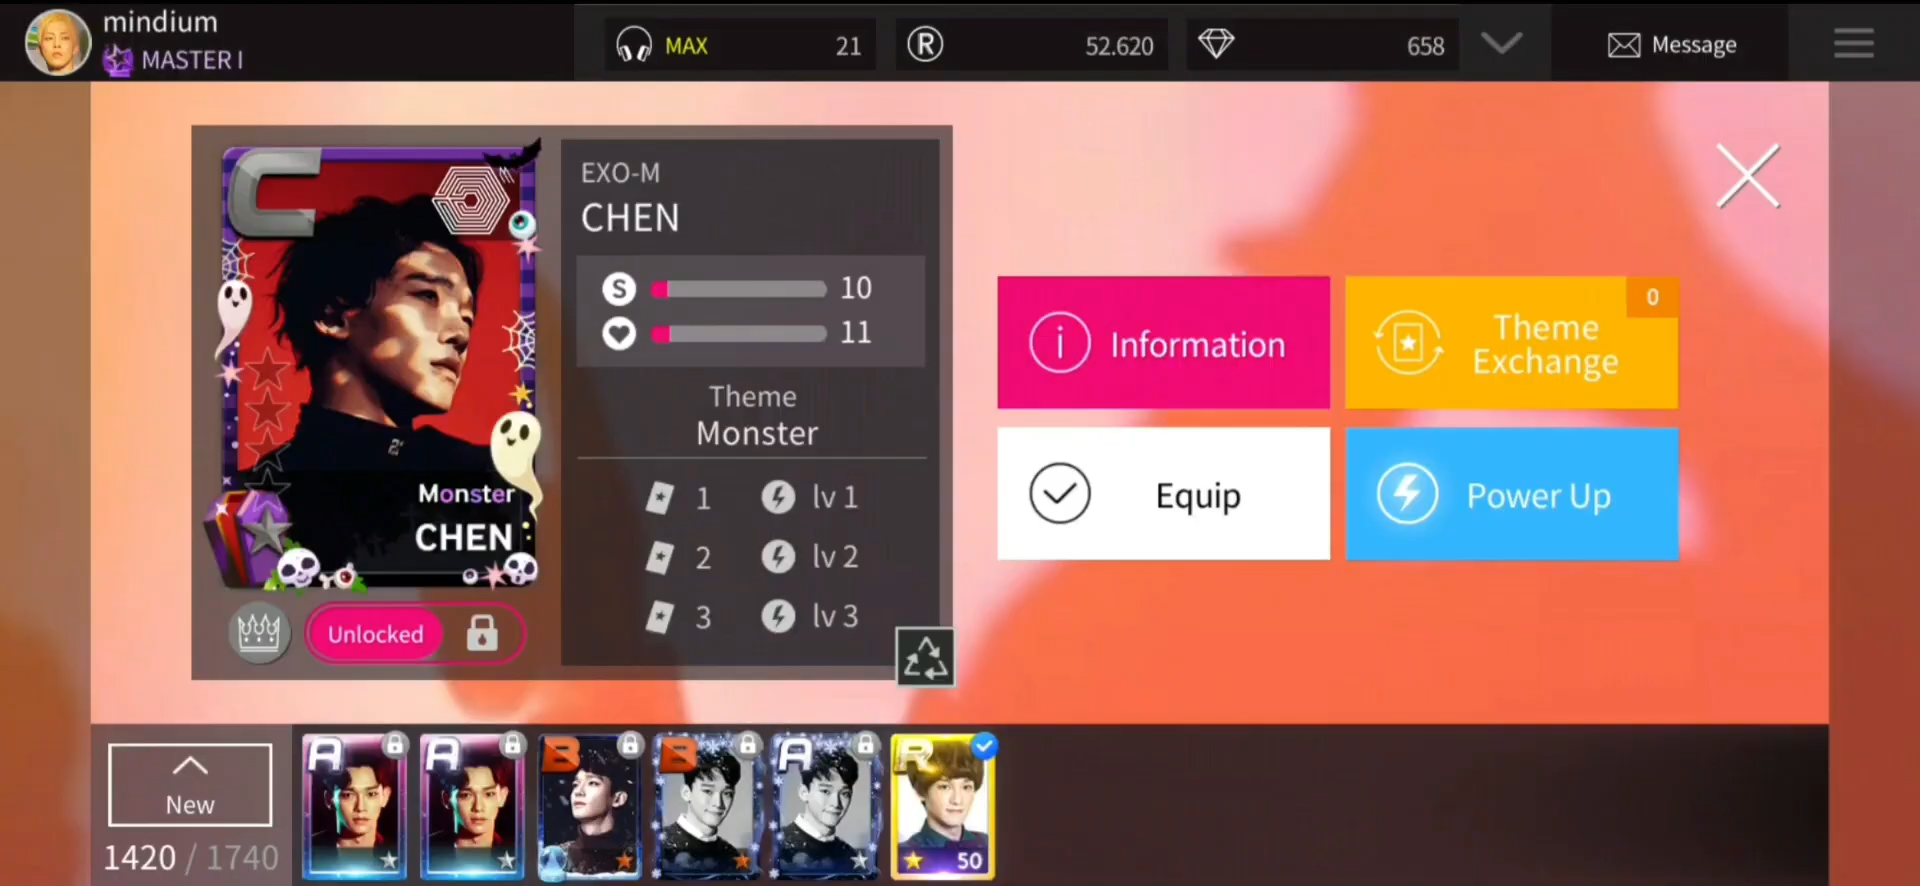 mindium
MASTER I
MAX
21
R
52.620
658
Message
C
Monster
CHEN
Unlocked
EXO-M
CHEN
S
10
11
Theme
Monster
1 lv 1
2 lv 2
3 lv 3
Information
0
Theme
Exchange
Equip
Power Up
New
1420 / 1740
A
A
B
B
A
R
50